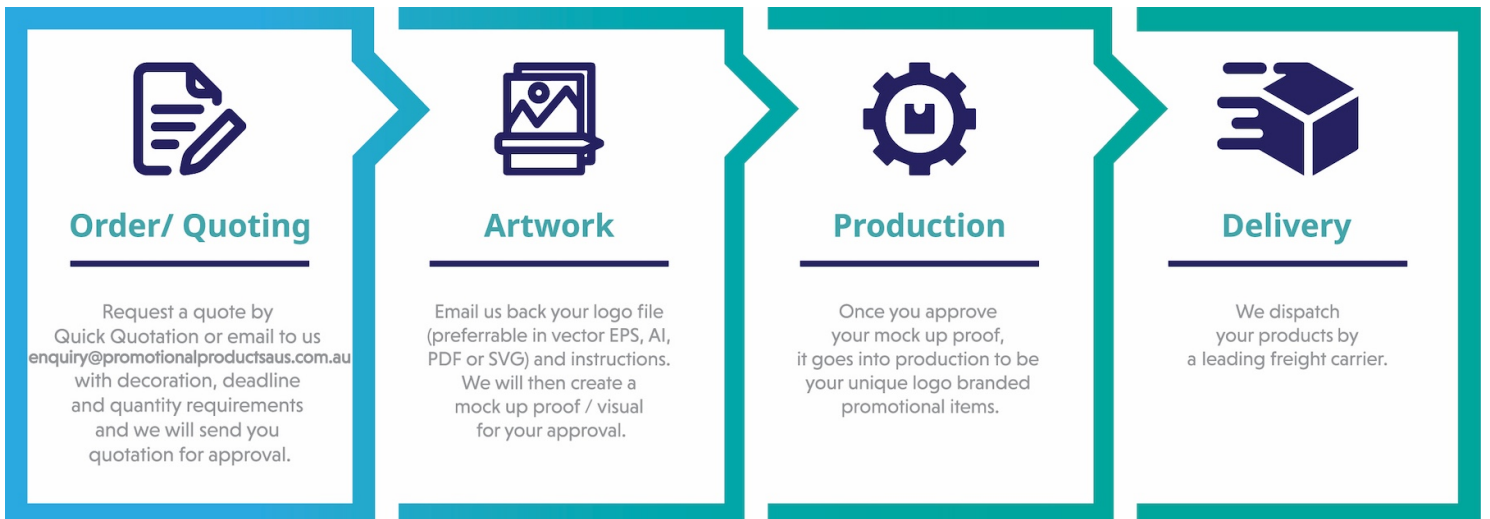 Order/ Quoting
Request a quote by
Quick Quotation or email to us
enquiry@promotionalproductsaus.com.au
with decoration, deadline
and quantity requirements
and we will send you
quotation for approval.
Artwork
Email us back your logo file
(preferrable in vector EPS, AI,
PDF or SVG) and instructions.
We will then create a
mock up proof / visual
for your approval.
Production
Once you approve
your mock up proof,
it goes into production to be
your unique logo branded
promotional items.
Delivery
We dispatch
your products by
a leading freight carrier.